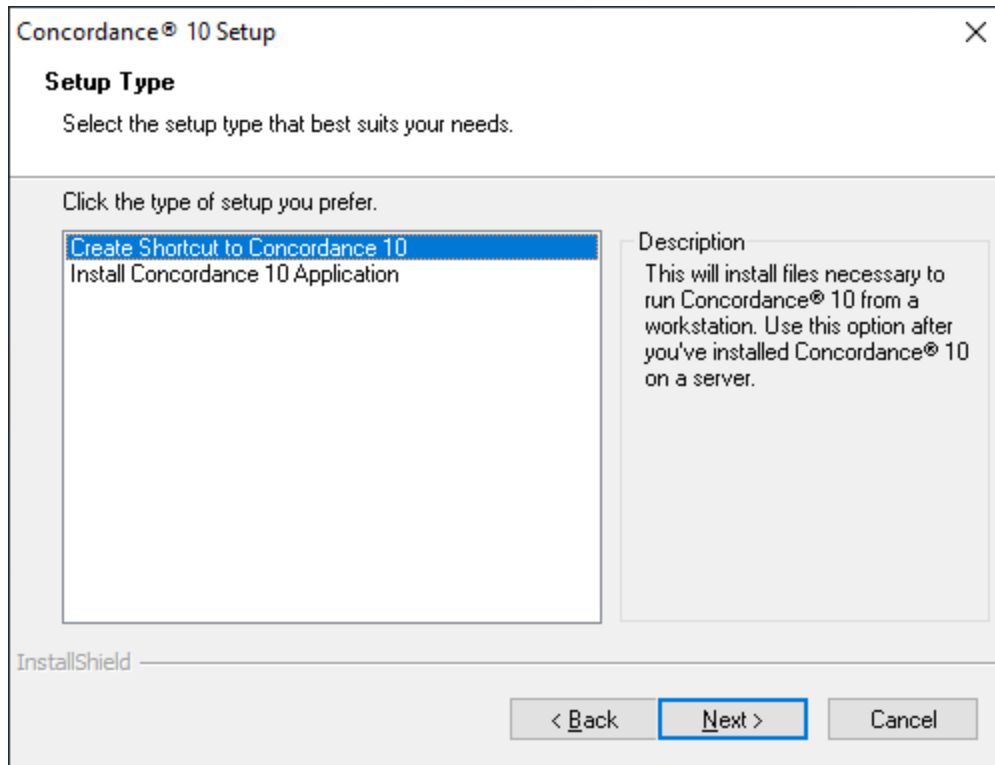 Concordance® 10 Setup
Setup Type
Select the setup type that best suits your needs.
Click the type of setup you prefer.
Create Shortcut to Concordance 10
Install Concordance 10 Application
Description
This will install files necessary to
run Concordance® 10 from a
workstation. Use this option after
you've installed Concordance® 10
on a server.
InstallShield
< Back
Next >
Cancel